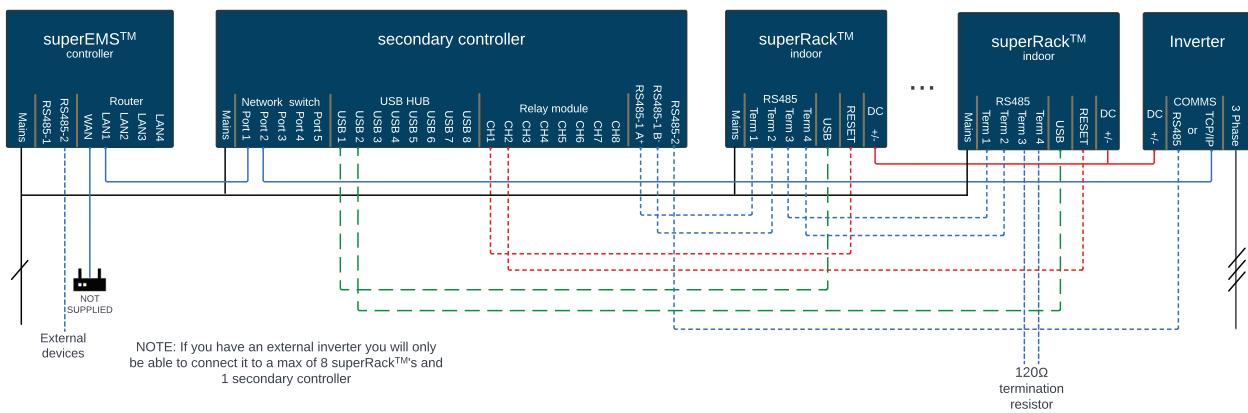 superEMS™
controller
Router
Mains
RS485-1
RS485-2
WAN
LAN1
LAN2
LAN3
LAN4
secondary controller
Network switch
USB HUB
Relay module
Mains
Port 1
Port 2
Port 3
Port 4
Port 5
USB 1
USB 2
USB 3
USB 4
USB 5
USB 6
USB 7
USB 8
CH1
CH2
CH3
CH4
CH5
CH6
CH7
CH8
RS485-1 A+
RS485-1 B-
RS485-2
superRack™
indoor
RS485
Mains
Term 1
Term 2
Term 3
Term 4
USB
RESET
DC
+/-
...
superRack™
indoor
RS485
Mains
Term 1
Term 2
Term 3
Term 4
USB
RESET
DC
+/-
Inverter
DC
+/-
COMMS
RS485
or
TCP/IP
3 Phase
NOT
SUPPLIED
External
devices
NOTE: If you have an external inverter you will only
be able to connect it to a max of 8 superRack™'s and
1 secondary controller
120Ω
termination
resistor